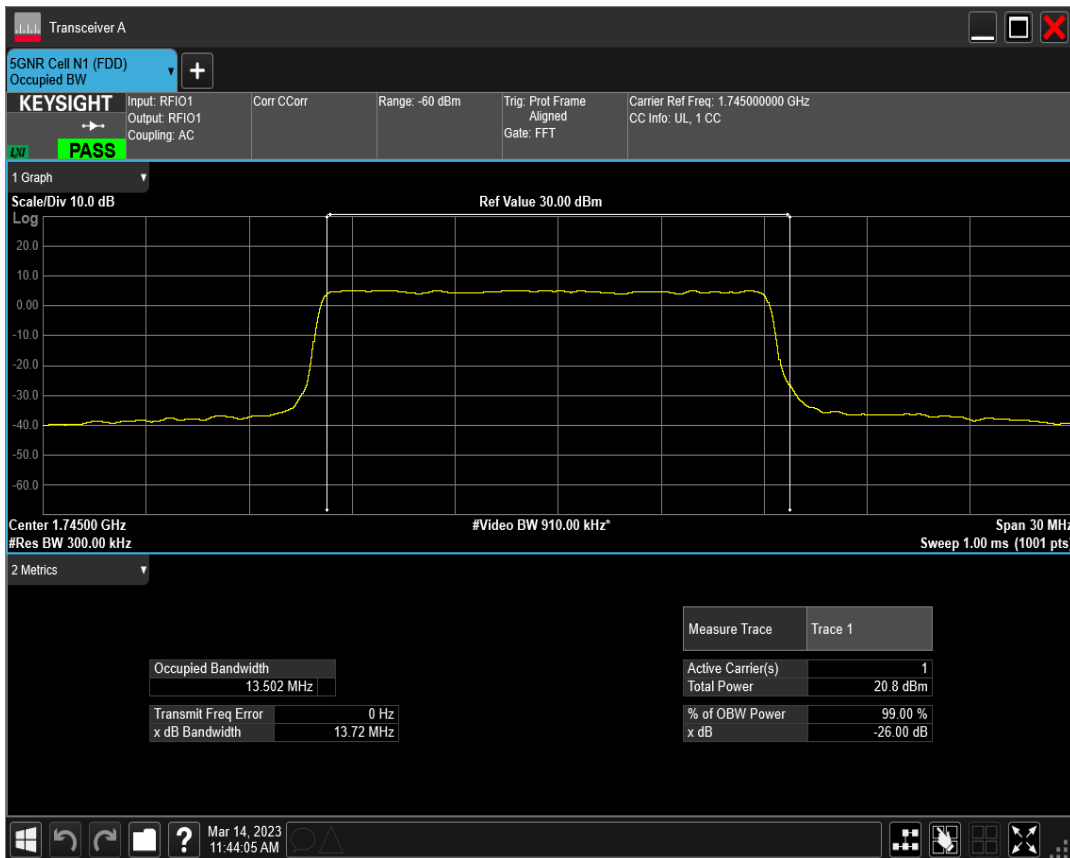 Transceiver A
5GNR Cell N1 (FDD)
Occupied BW
+
KEYSIGHT
LXI
PASS
Input: RFIO1
Output: RFIO1
Coupling: AC
Corr CCorr
Range: -60 dBm
Trig: Prot Frame
Aligned
Gate: FFT
Carrier Ref Freq: 1.745000000 GHz
CC Info: UL, 1 CC
1 Graph
Scale/Div 10.0 dB
Ref Value 30.00 dBm
Log
20.0
10.0
0.00
-10.0
-20.0
-30.0
-40.0
-50.0
-60.0
Center 1.74500 GHz
#Video BW 910.00 kHz*
Span 30 MHz
#Res BW 300.00 kHz
Sweep 1.00 ms (1001 pts)
2 Metrics
Measure Trace Trace 1
Occupied Bandwidth
13.502 MHz
Active Carrier(s) 1
Total Power 20.8 dBm
Transmit Freq Error 0 Hz
x dB Bandwidth 13.72 MHz
% of OBW Power 99.00 %
x dB -26.00 dB
?
Mar 14, 2023
11:44:05 AM